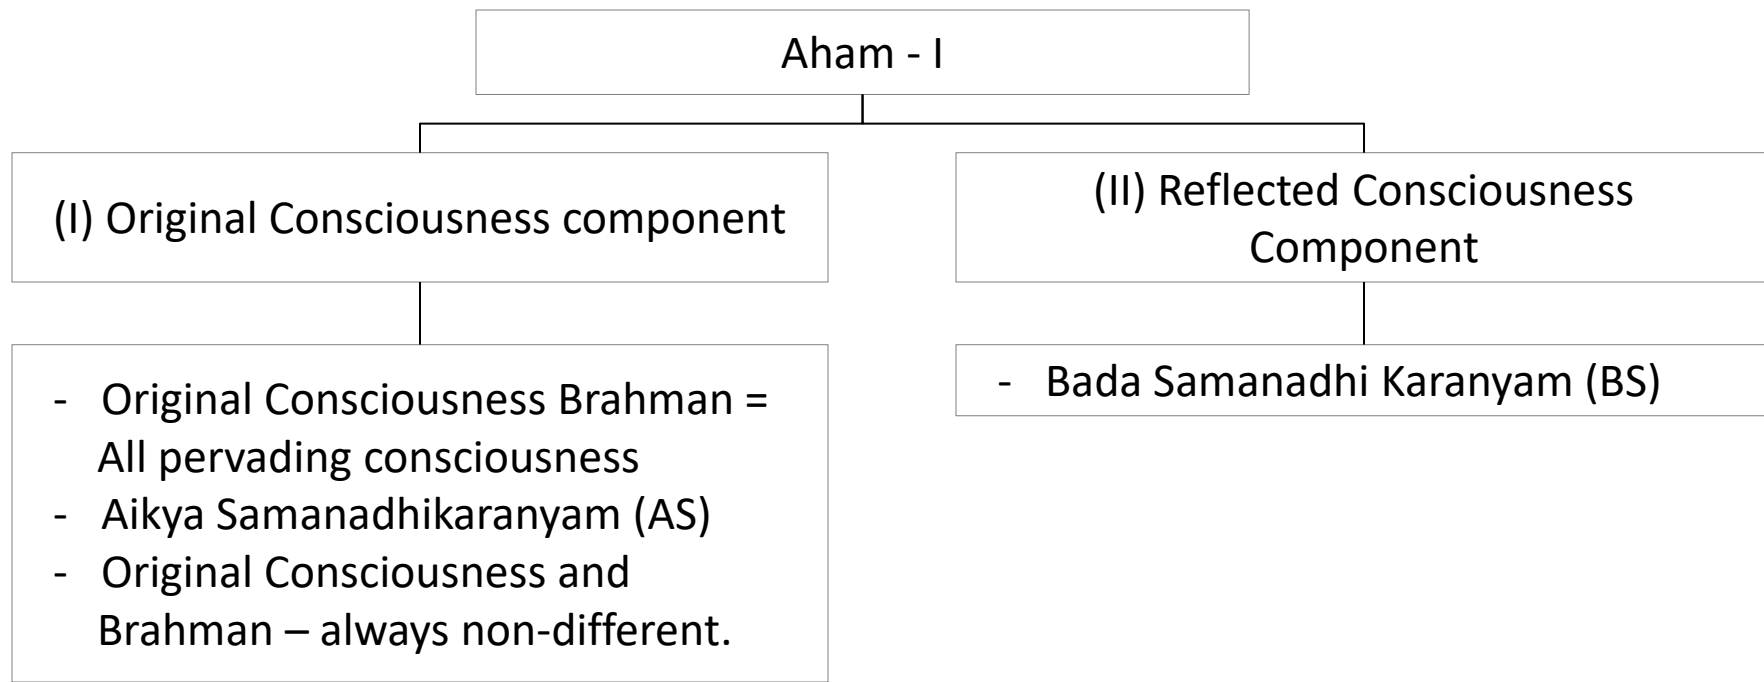 Aham - I
(I) Original Consciousness component
(II) Reflected Consciousness
Component
- Original Consciousness Brahman =
All pervading consciousness
- Aikya Samanadhikaranyam (AS)
- Original Consciousness and
Brahman – always non-different.
- Bada Samanadhi Karanyam (BS)